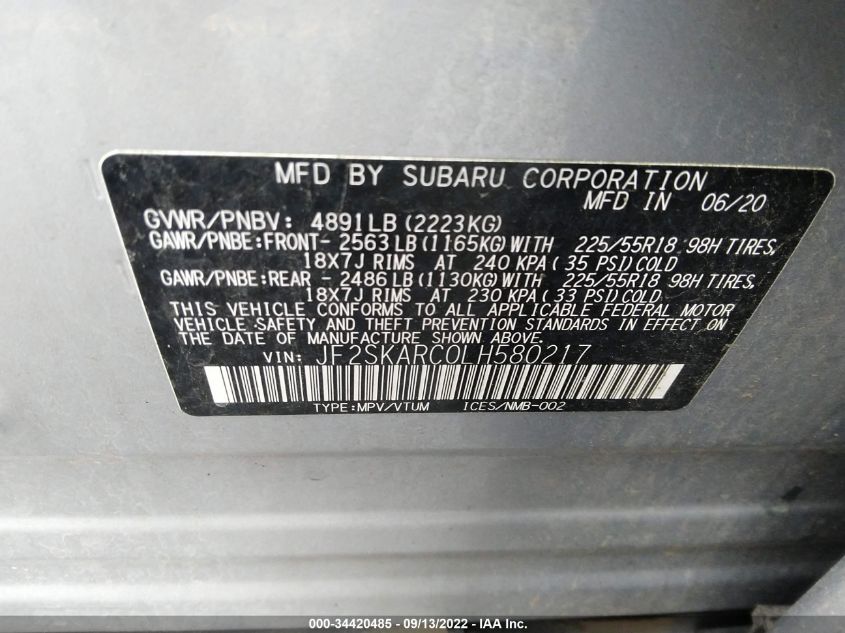 MFD BY SUBARU CORPORATION
MFD IN 06/20
GVWR/PNBV: 4891LB (2223KG)
GAWR/PNBE:FRONT- 2563 LB (1165KG) WITH 225/55R18 98H TIRES,
18X7J RIMS AT 240 KPA ( 35 PSI) COLD
GAWR/PNBE:REAR - 2486 LB (1130KG) WITH 225/55R18 98H TIRES,
18X7J RIMS AT 230 KPA ( 33 PSI) COLD
THIS VEHICLE CONFORMS TO ALL APPLICABLE FEDERAL MOTOR
VEHICLE SAFETY AND THEFT PREVENTION STANDARDS IN EFFECT ON
THE DATE OF MANUFACTURE SHOWN ABOVE.
VIN: JF2SKARC0LH580217
TYPE:MPV/VTUM ICES/NMB-002
000-34420485 - 09/13/2022 - IAA Inc.